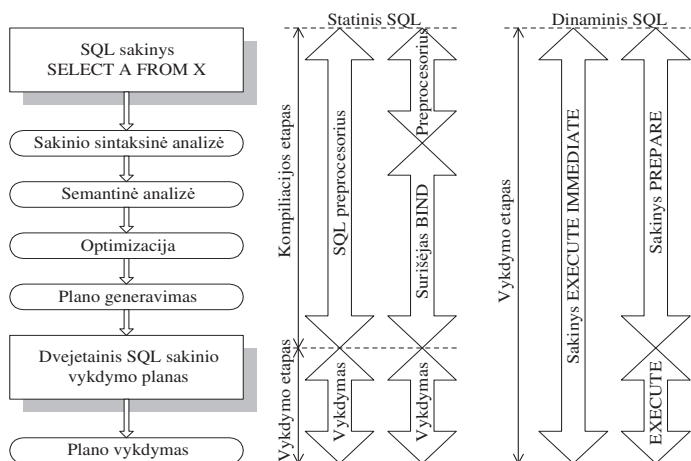 Statinis SQL
Dinaminis SQL
SQL sakinys
SELECT A FROM X
Sakinio sintaksinė analizė
Semantinė analizė
Optimizacija
Plano generavimas
Dvejetainis SQL sakinio
vykdymo planas
Plano vykdymas
Kompiliacijos etapas
Vykdymo etapas
SQL preprocesorius
Vykdymas
Preprocesorius
Surišėjas BIND
Vykdymas
Vykdymo etapas
Sakinys EXECUTE IMMEDIATE
Sakinys PREPARE
EXECUTE